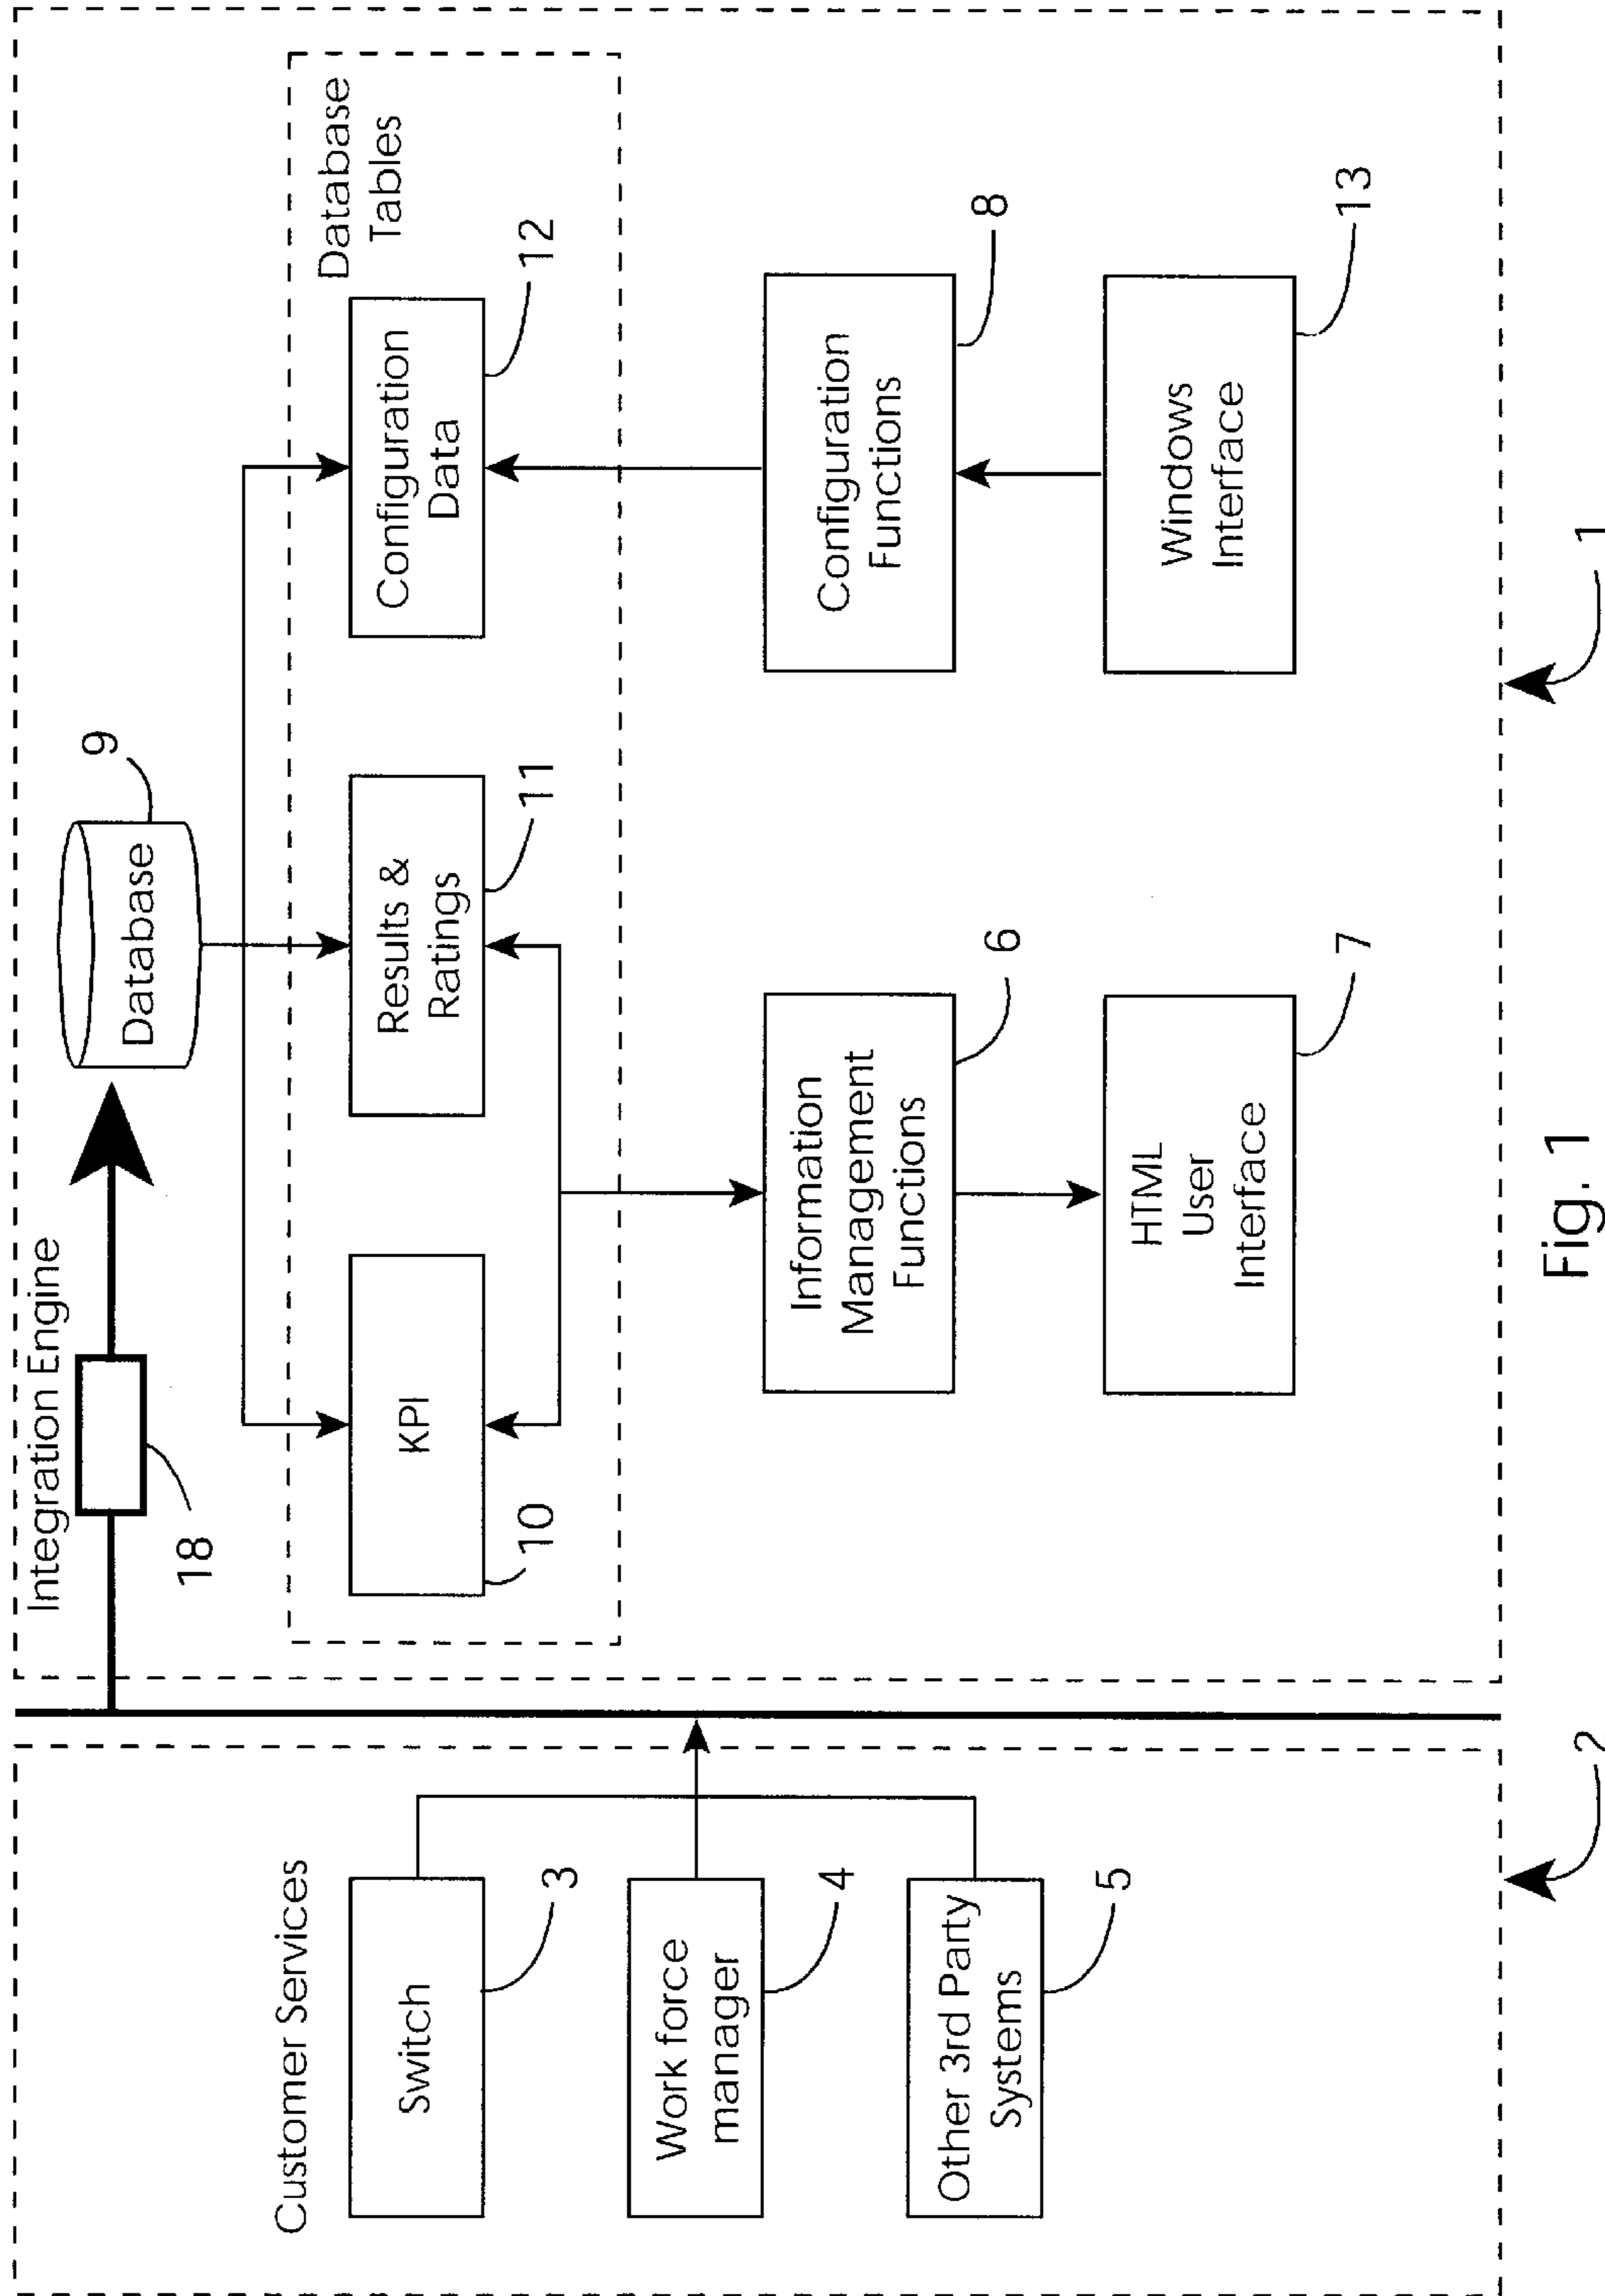 Customer Services
Switch
3
Work force
manager
4
Other 3rd Party
Systems
5
2
Integration Engine
18
Database
9
Database
Tables
KPI
10
Results &
Ratings
11
Configuration
Data
12
Information
Management
Functions
6
Configuration
Functions
8
HTML
User
Interface
7
Windows
Interface
13
1
Fig. 1